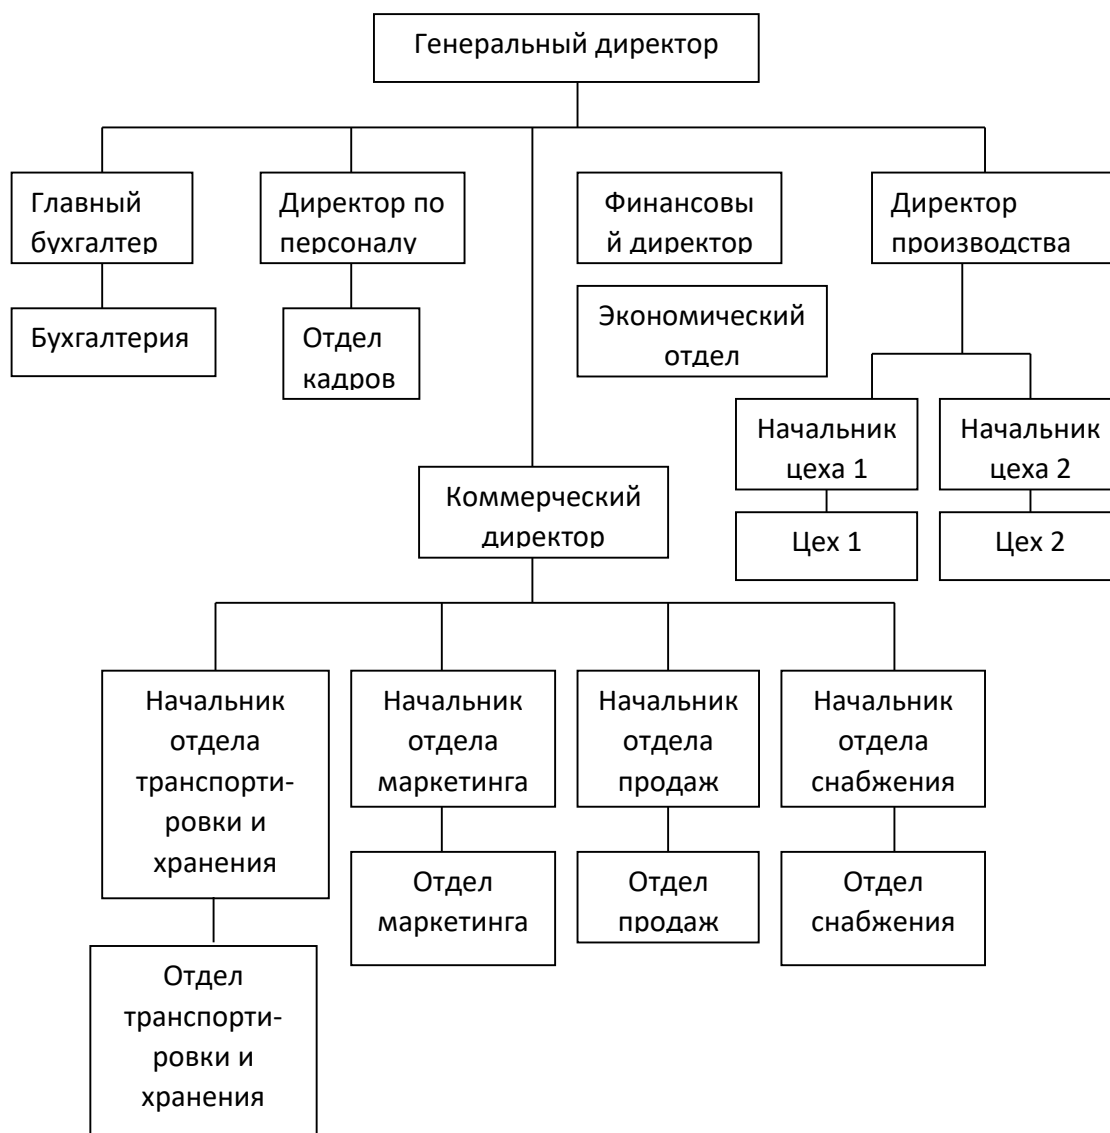 Генеральный директор
Главный
бухгалтер
Директор по
персоналу
Финансовы
й директор
Директор
производства
Бухгалтерия
Отдел
кадров
Экономический
отдел
Начальник
цеха 1
Начальник
цеха 2
Коммерческий
директор
Цех 1
Цех 2
Начальник
отдела
транспорти-
ровки и
хранения
Начальник
отдела
маркетинга
Начальник
отдела
продаж
Начальник
отдела
снабжения
Отдел
маркетинга
Отдел
продаж
Отдел
снабжения
Отдел
транспорти-
ровки и
хранения